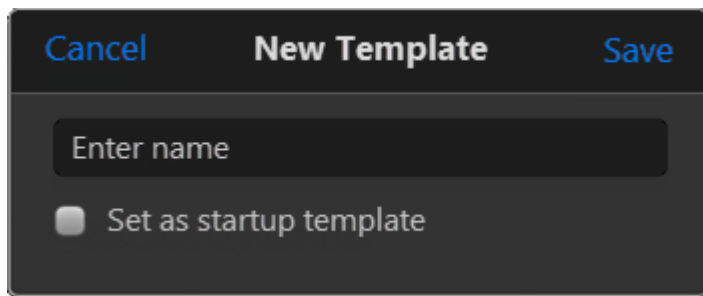 Cancel New Template Save
Enter name
Set as startup template